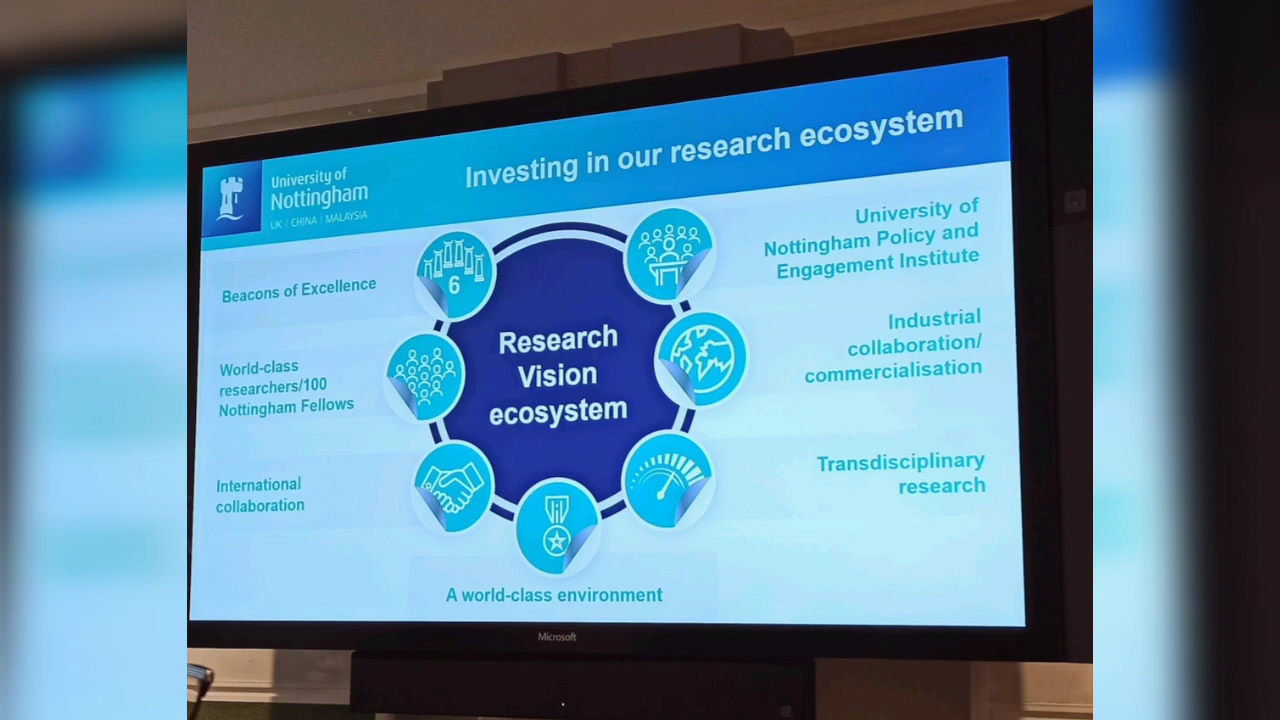 University of
Nottingham
UK | CHINA | MALAYSIA
Investing in our research ecosystem
Beacons of Excellence
6
World-class
researchers/100
Nottingham Fellows
International
collaboration
Research
Vision
ecosystem
University of
Nottingham Policy and
Engagement Institute
Industrial
collaboration/
commercialisation
Transdisciplinary
research
A world-class environment
Microsoft